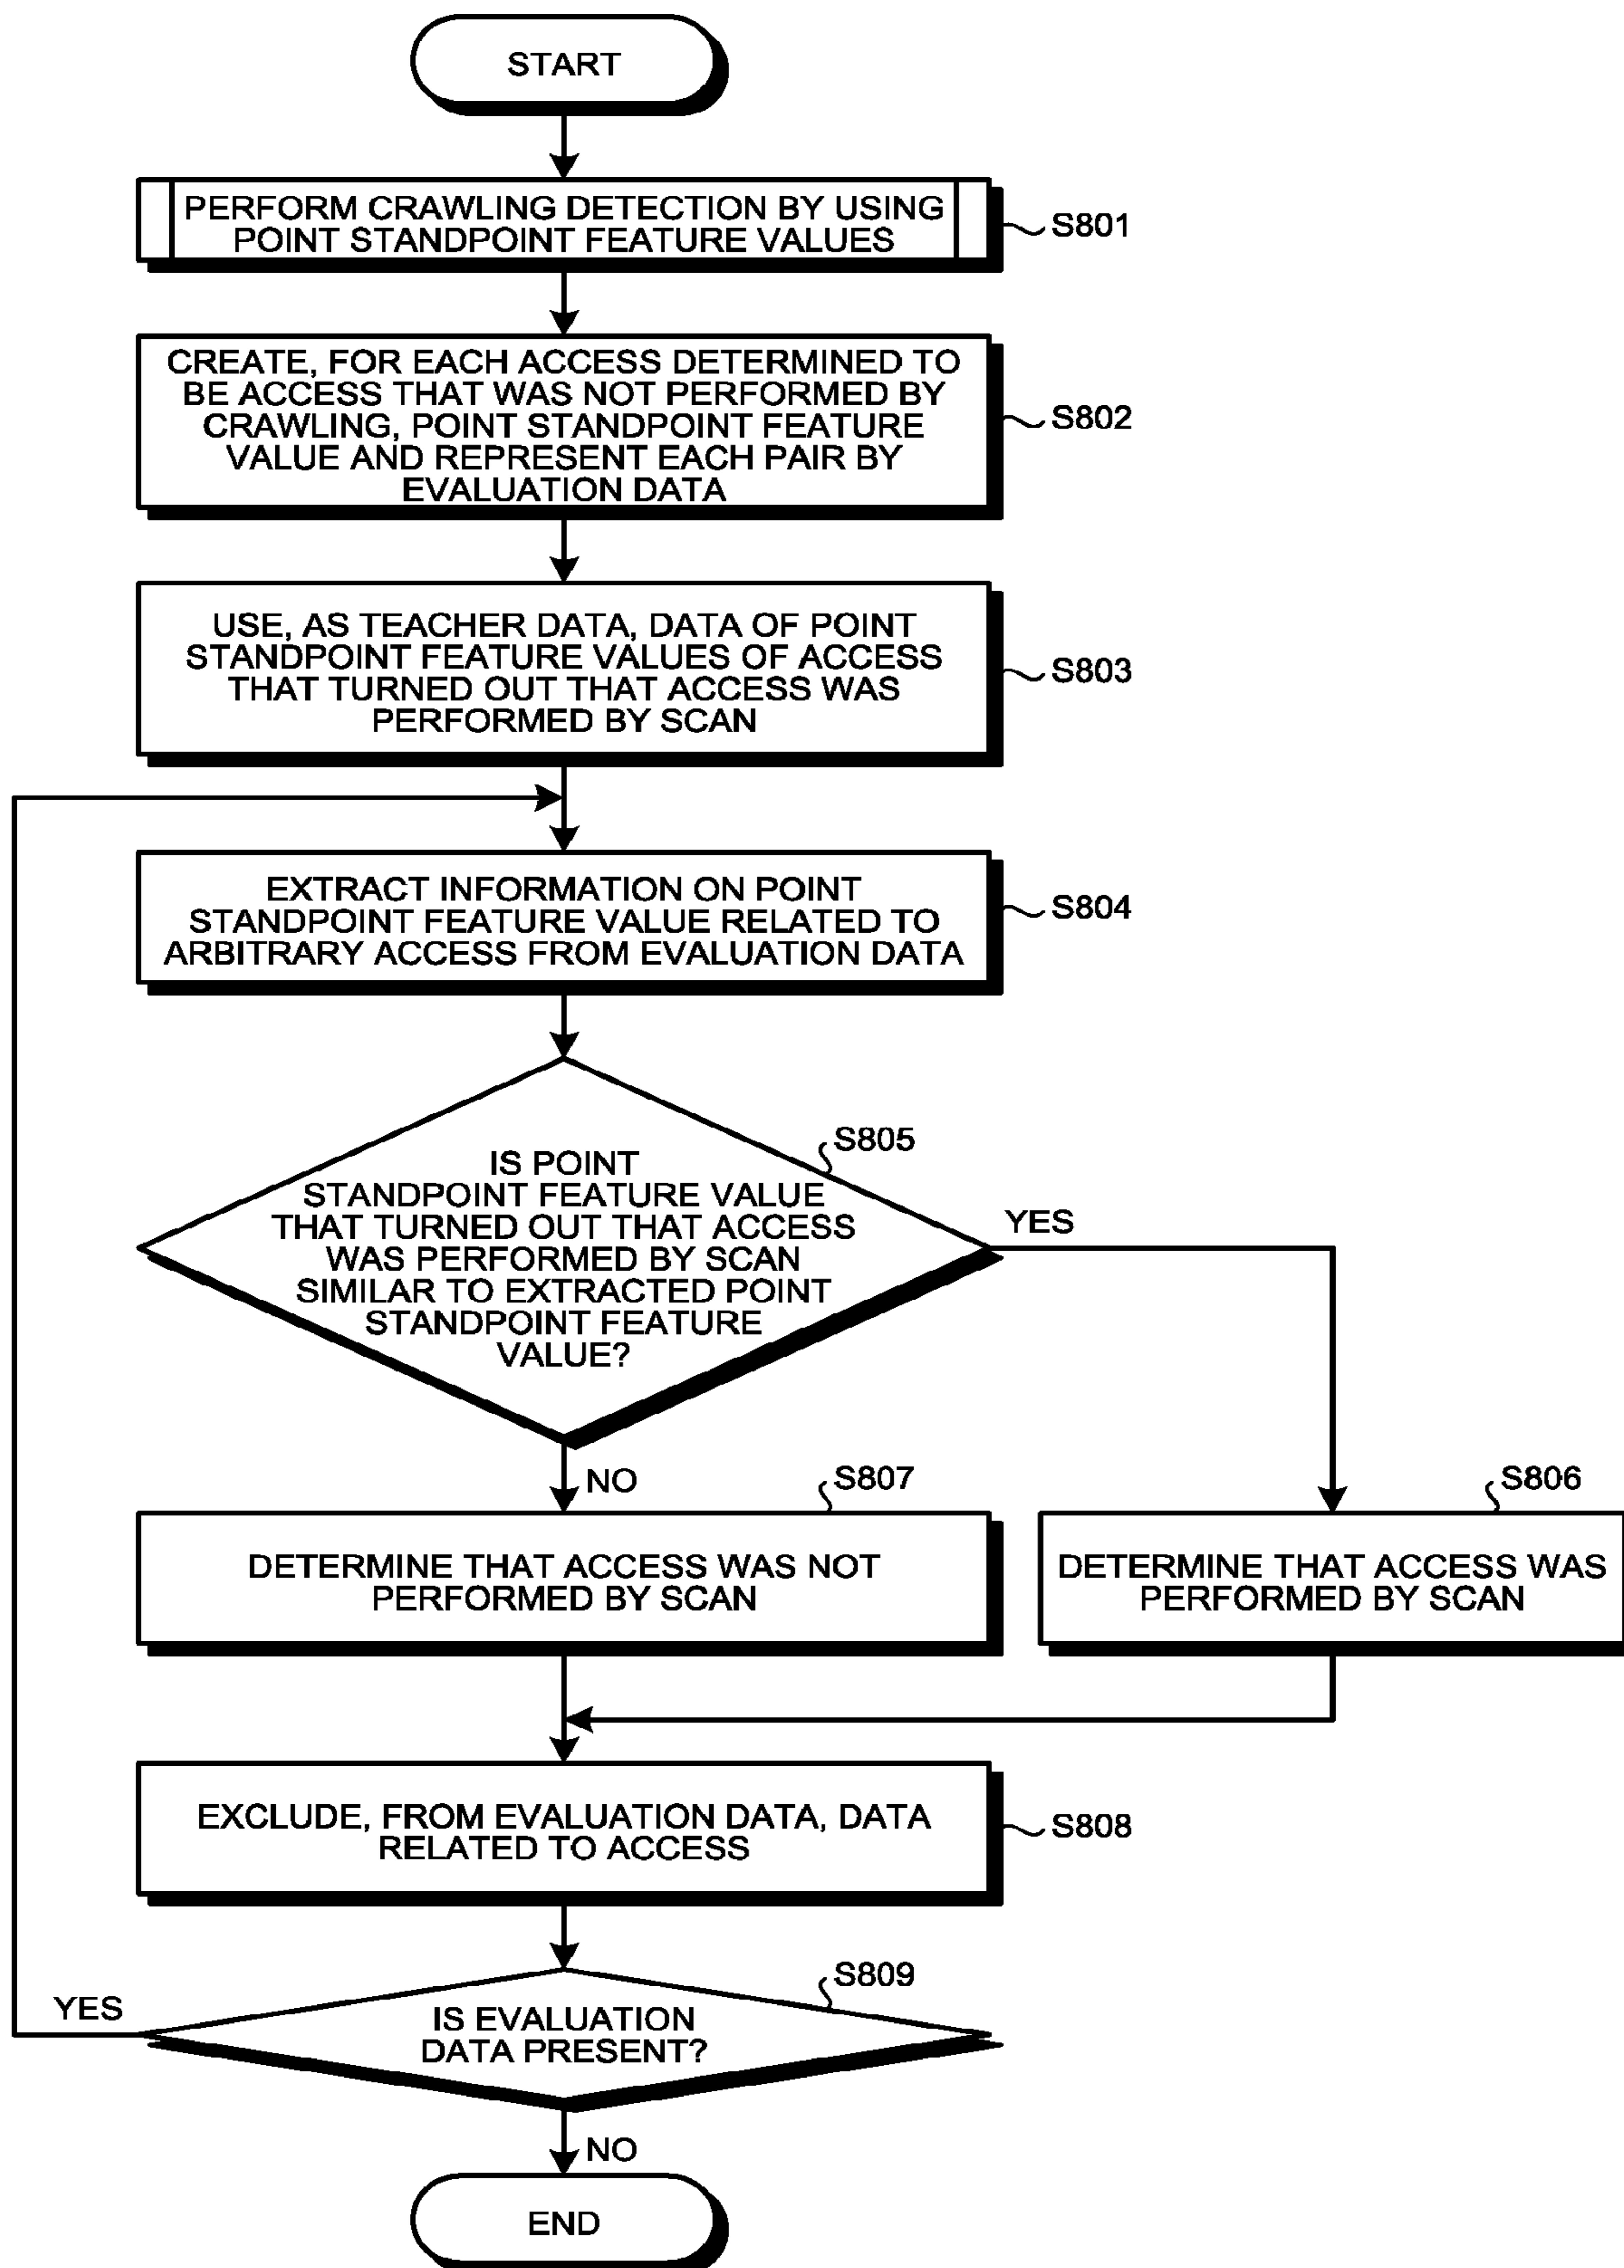 START
PERFORM CRAWLING DETECTION BY USING
POINT STANDPOINT FEATURE VALUES
S801
CREATE, FOR EACH ACCESS DETERMINED TO
BE ACCESS THAT WAS NOT PERFORMED BY
CRAWLING, POINT STANDPOINT FEATURE
VALUE AND REPRESENT EACH PAIR BY
EVALUATION DATA
S802
USE, AS TEACHER DATA, DATA OF POINT
STANDPOINT FEATURE VALUES OF ACCESS
THAT TURNED OUT THAT ACCESS WAS
PERFORMED BY SCAN
S803
EXTRACT INFORMATION ON POINT
STANDPOINT FEATURE VALUE RELATED TO
ARBITRARY ACCESS FROM EVALUATION DATA
S804
S805
IS POINT
STANDPOINT FEATURE VALUE
THAT TURNED OUT THAT ACCESS
WAS PERFORMED BY SCAN
SIMILAR TO EXTRACTED POINT
STANDPOINT FEATURE
VALUE?
YES
NO
S807
DETERMINE THAT ACCESS WAS NOT
PERFORMED BY SCAN
S806
DETERMINE THAT ACCESS WAS
PERFORMED BY SCAN
EXCLUDE, FROM EVALUATION DATA, DATA
RELATED TO ACCESS
S808
S809
IS EVALUATION
DATA PRESENT?
YES
NO
END